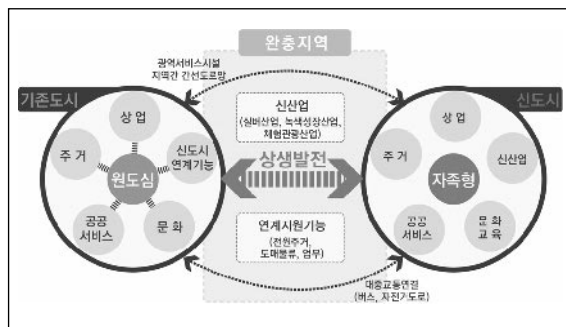 완충지역
광역서비스시설
지역간 간선도로망
기존도시
신도시
상 업
주 거
신도시
연계기능
원도심
공공
서비스
문 화
신산업
(실버산업, 녹색성장산업,
체험관광산업)
상생발전
연계지원기능
(전원주거,
도매물류, 업무)
상 업
주 거
신산업
자족형
공공
서비스
문 화
교 육
대중교통연결
(버스, 자전거도로)